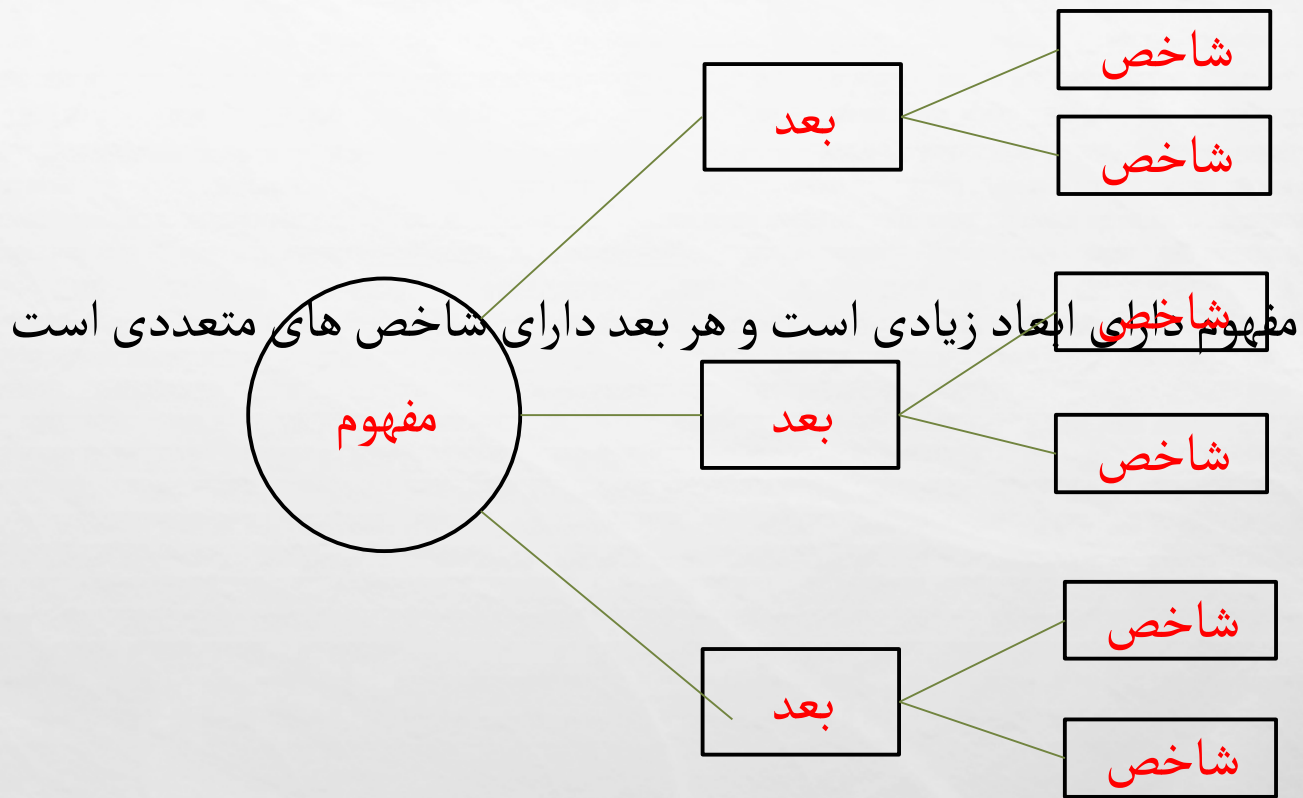 شاخص
بعد
شاخص
مفهوم دارای ابعاد زیادی است و هر بعد دارای شاخص های متعددی است
شاخص
بعد
مفهوم
شاخص
شاخص
بعد
شاخص